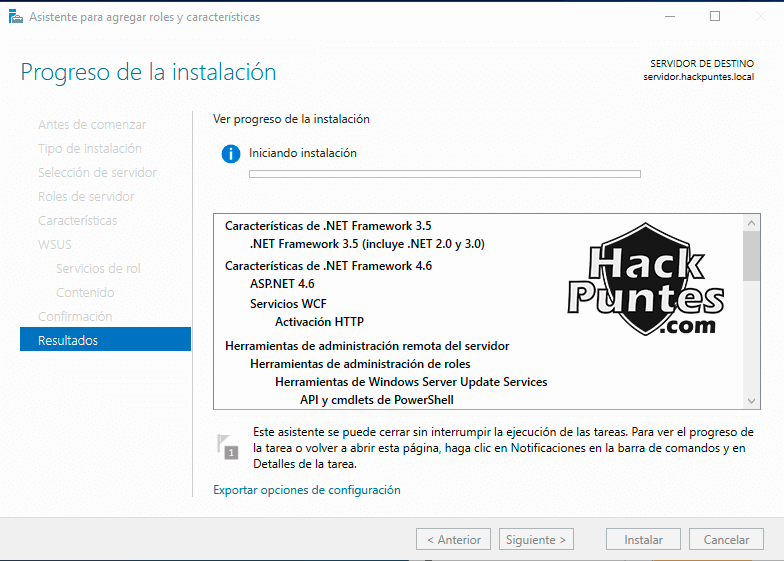 Asistente para agregar roles y características
Progreso de la instalación
SERVIDOR DE DESTINO
servidor.hackpuntes.local
Antes de comenzar
Tipo de instalación
Selección de servidor
Roles de servidor
Características
WSUS
Servicios de rol
Contenido
Confirmación
Resultados
Ver progreso de la instalación
Iniciando instalación
Características de .NET Framework 3.5
.NET Framework 3.5 (incluye .NET 2.0 y 3.0)
Características de .NET Framework 4.6
ASP.NET 4.6
Servicios WCF
Activación HTTP
Herramientas de administración remota del servidor
Herramientas de administración de roles
Herramientas de Windows Server Update Services
API y cmdlets de PowerShell
Hack
Puntes
.com
1
Este asistente se puede cerrar sin interrumpir la ejecución de las tareas. Para ver el progreso de
la tarea o volver a abrir esta página, haga clic en Notificaciones en la barra de comandos y en
Detalles de la tarea.
Exportar opciones de configuración
< Anterior
Siguiente >
Instalar
Cancelar